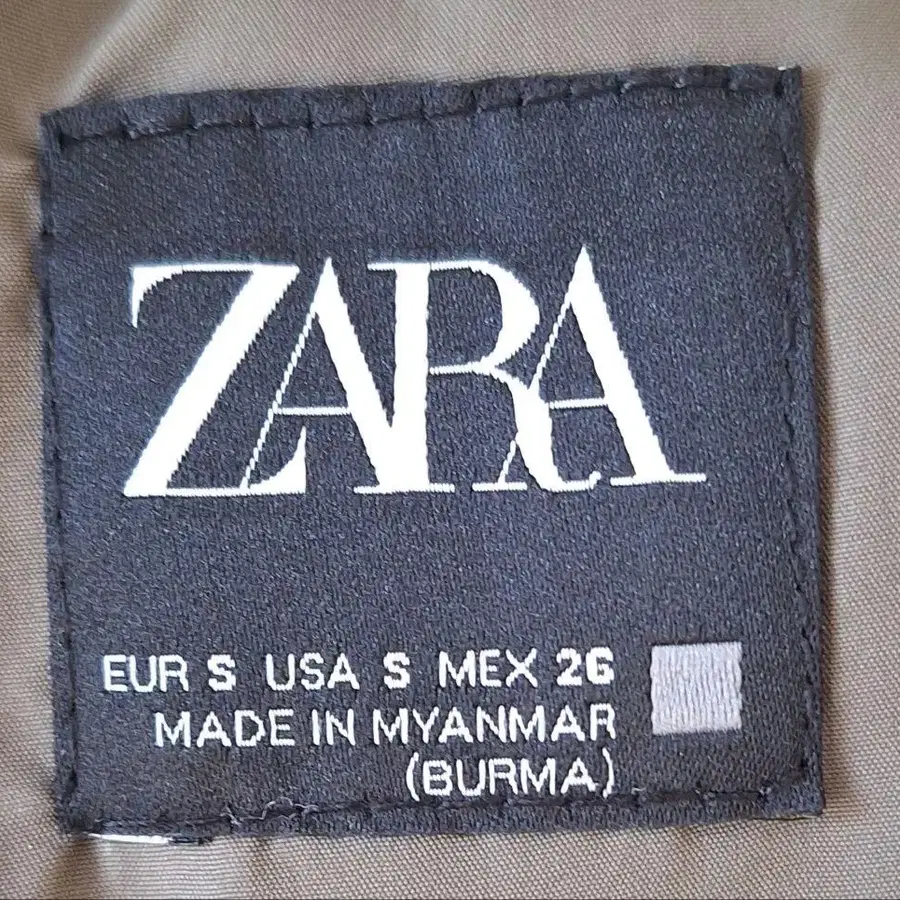 ZARA
EUR S USA S MEX 26
MADE IN MYANMAR
(BURMA)